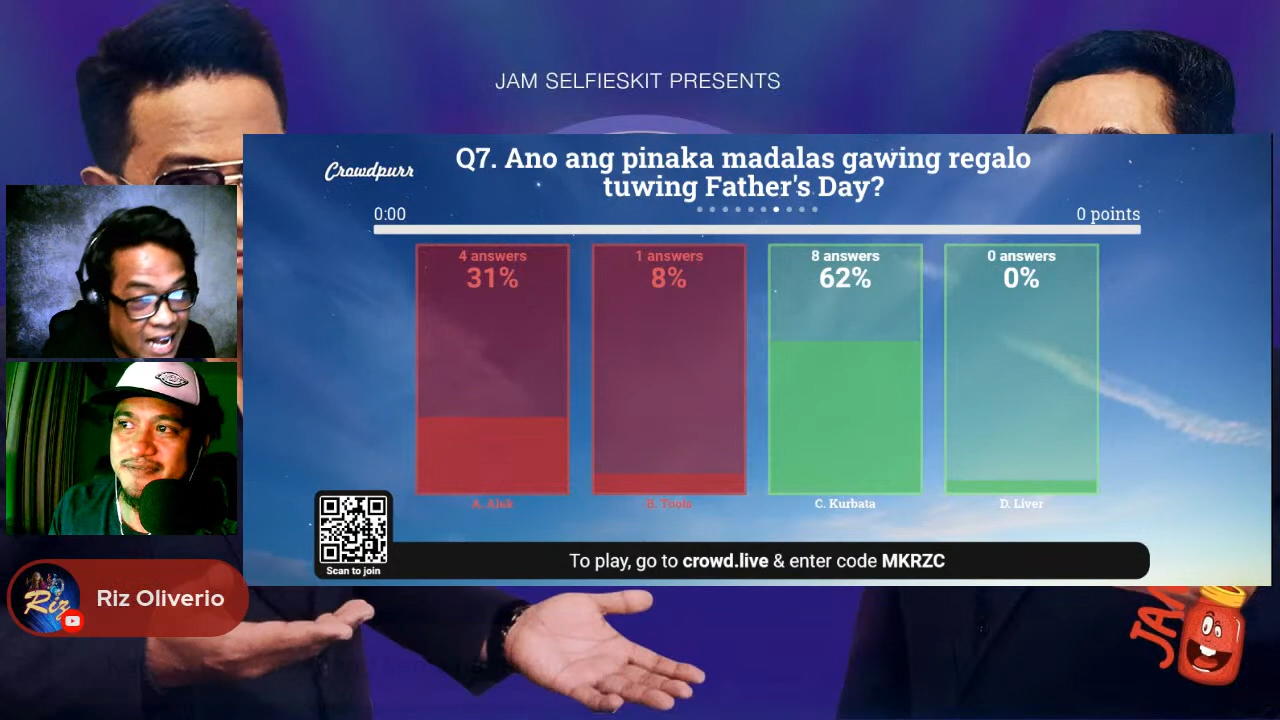 JAM SELFIESKIT PRESENTS
Crowdpurr
Q7. Ano ang pinaka madalas gawing regalo
tuwing Father's Day?
0:00
0 points
4 answers
31%
1 answers
8%
8 answers
62%
0 answers
0%
A. Alak
B. Tools
C. Kurbata
D. Liver
Scan to join
To play, go to crowd.live & enter code MKRZC
Riz
Riz Oliverio
JAM